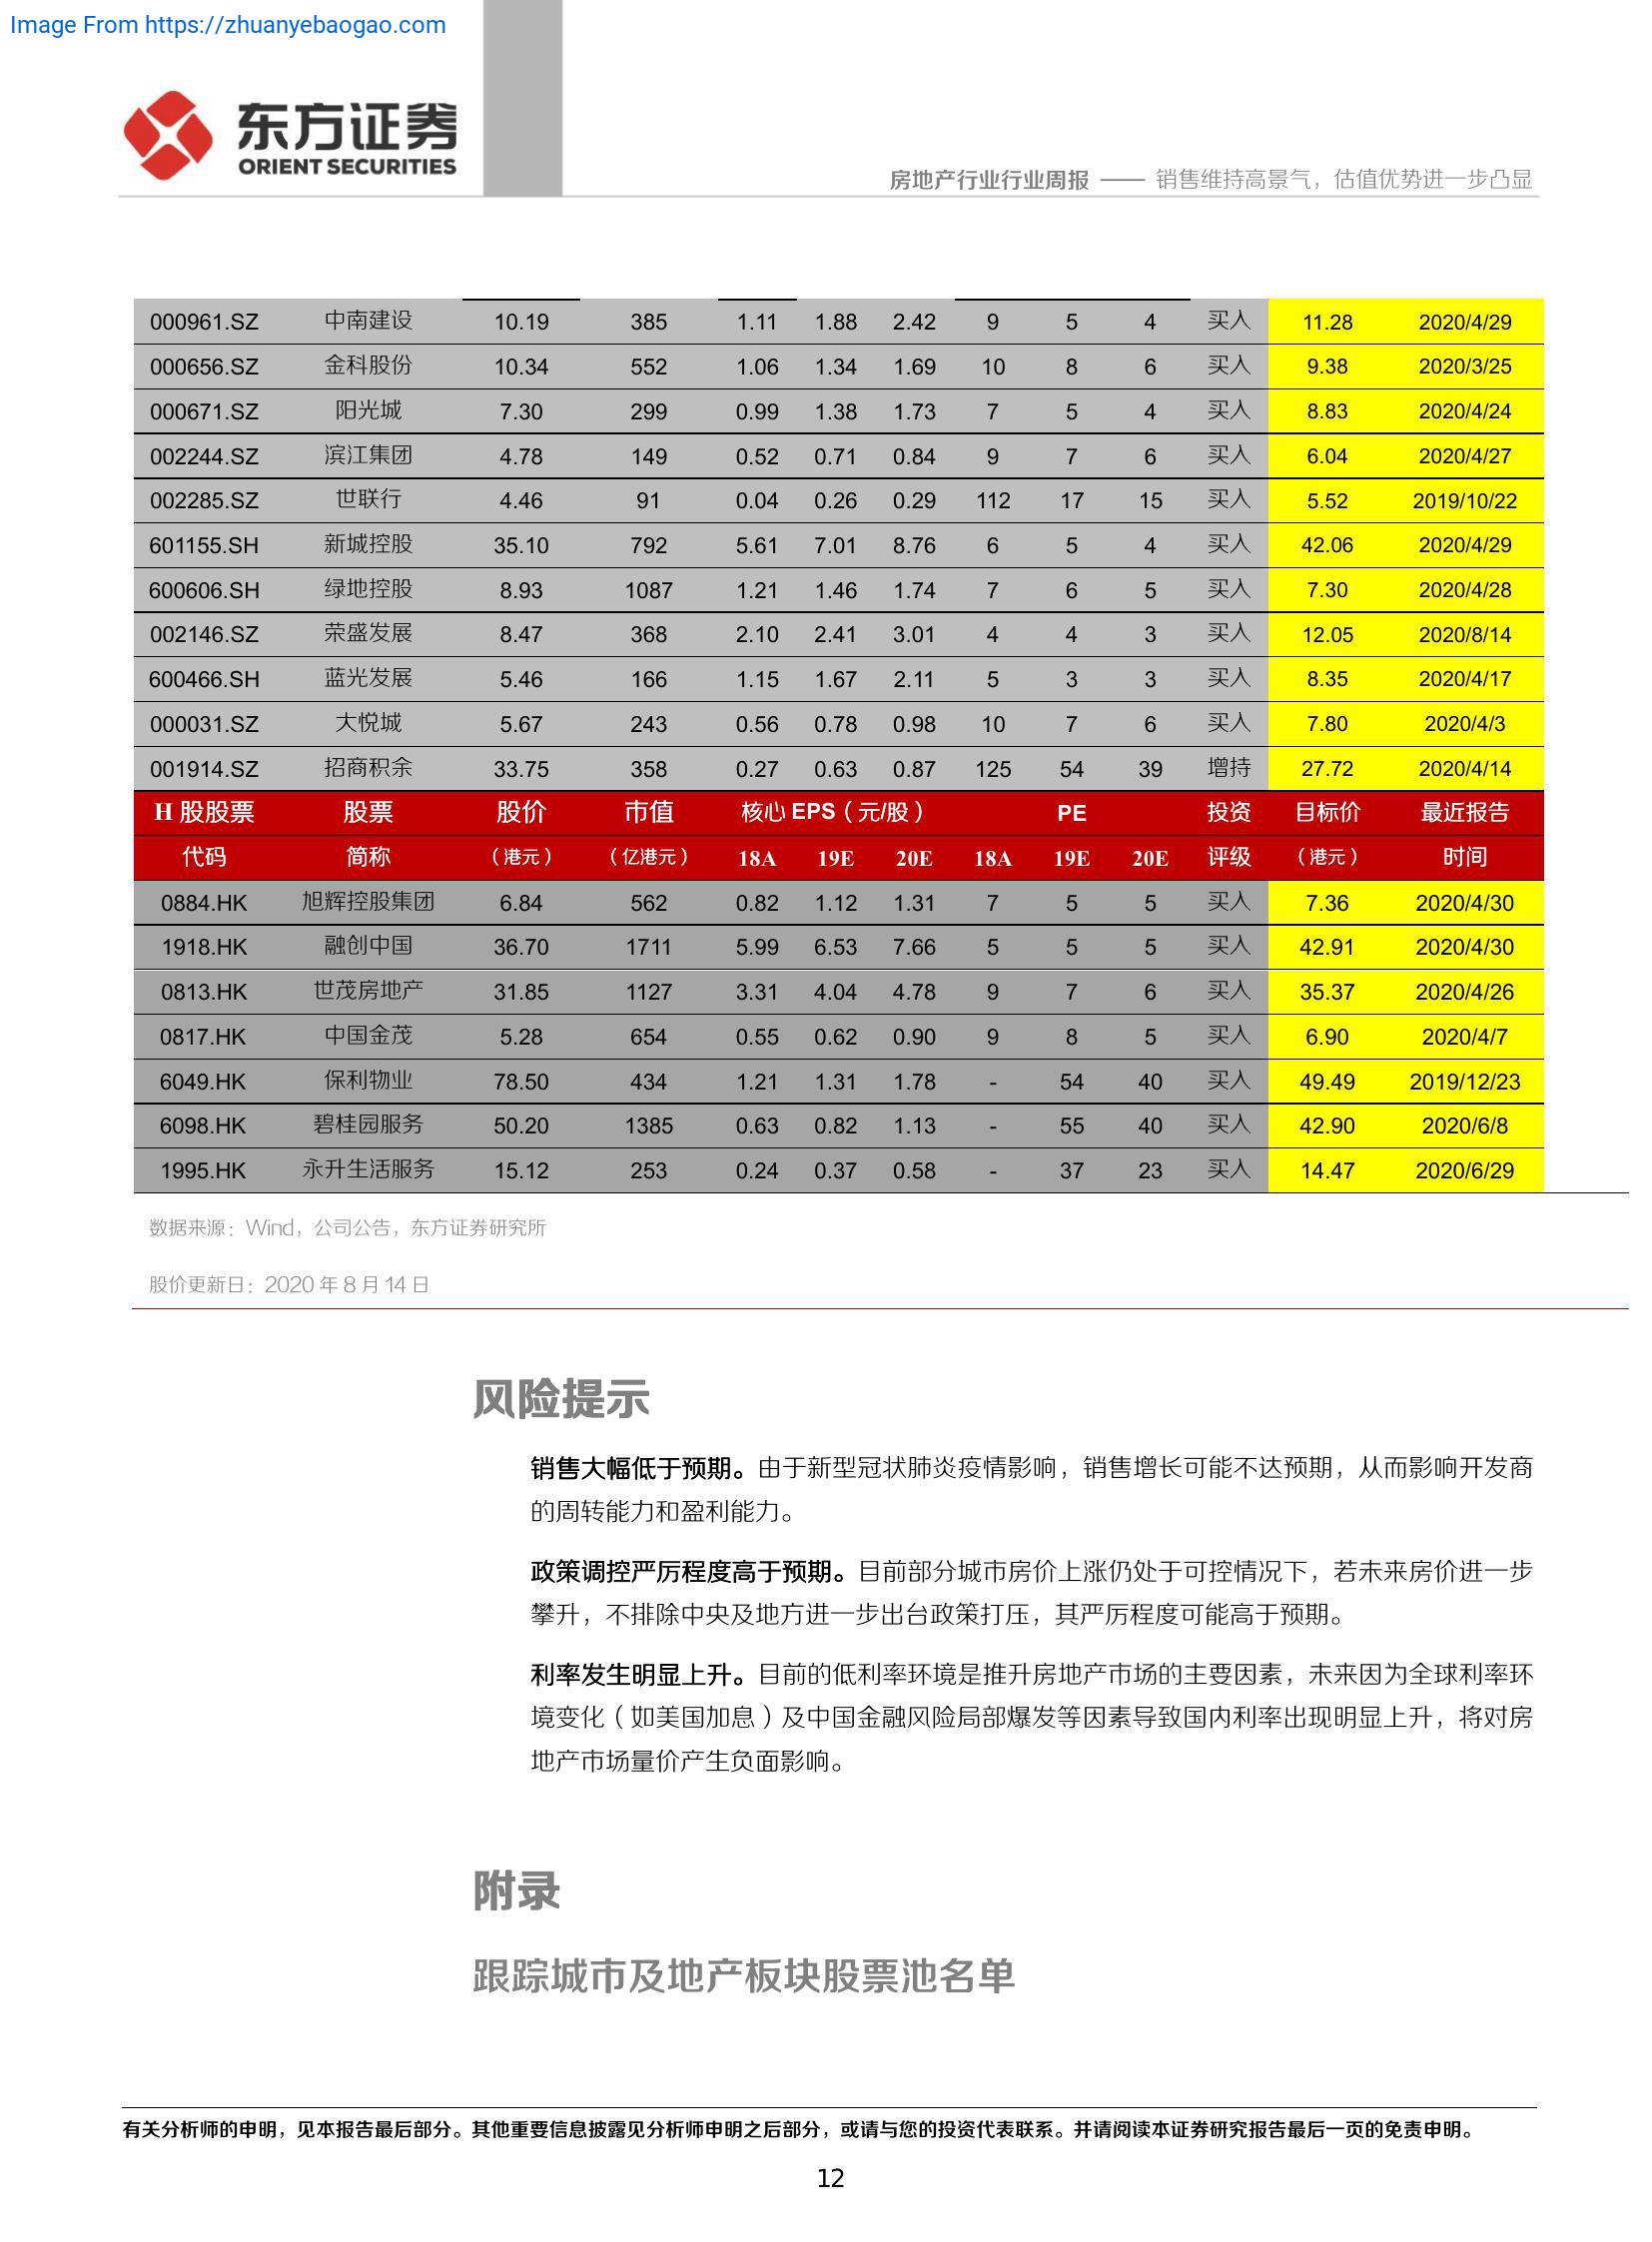 Image From https://zhuanyebaogao.com
东方证券
ORIENT SECURITIES
房地产行业行业周报 —— 销售维持高景气，估值优势进一步凸显
000961.SZ 中南建设 10.19 385 1.11 1.88 2.42 9 5 4 买入 11.28 2020/4/29
000656.SZ 金科股份 10.34 552 1.06 1.34 1.69 10 8 6 买入 9.38 2020/3/25
000671.SZ 阳光城 7.30 299 0.99 1.38 1.73 7 5 4 买入 8.83 2020/4/24
002244.SZ 滨江集团 4.78 149 0.52 0.71 0.84 9 7 6 买入 6.04 2020/4/27
002285.SZ 世联行 4.46 91 0.04 0.26 0.29 112 17 15 买入 5.52 2019/10/22
601155.SH 新城控股 35.10 792 5.61 7.01 8.76 6 5 4 买入 42.06 2020/4/29
600606.SH 绿地控股 8.93 1087 1.21 1.46 1.74 7 6 5 买入 7.30 2020/4/28
002146.SZ 荣盛发展 8.47 368 2.10 2.41 3.01 4 4 3 买入 12.05 2020/8/14
600466.SH 蓝光发展 5.46 166 1.15 1.67 2.11 5 3 3 买入 8.35 2020/4/17
000031.SZ 大悦城 5.67 243 0.56 0.78 0.98 10 7 6 买入 7.80 2020/4/3
001914.SZ 招商积余 33.75 358 0.27 0.63 0.87 125 54 39 增持 27.72 2020/4/14
H 股股票 股票 股价 市值 核心 EPS（元/股） PE 投资 目标价 最近报告
代码 简称 （港元） （亿港元） 18A 19E 20E 18A 19E 20E 评级 （港元） 时间
0884.HK 旭辉控股集团 6.84 562 0.82 1.12 1.31 7 5 5 买入 7.36 2020/4/30
1918.HK 融创中国 36.70 1711 5.99 6.53 7.66 5 5 5 买入 42.91 2020/4/30
0813.HK 世茂房地产 31.85 1127 3.31 4.04 4.78 9 7 6 买入 35.37 2020/4/26
0817.HK 中国金茂 5.28 654 0.55 0.62 0.90 9 8 5 买入 6.90 2020/4/7
6049.HK 保利物业 78.50 434 1.21 1.31 1.78 - 54 40 买入 49.49 2019/12/23
6098.HK 碧桂园服务 50.20 1385 0.63 0.82 1.13 - 55 40 买入 42.90 2020/6/8
1995.HK 永升生活服务 15.12 253 0.24 0.37 0.58 - 37 23 买入 14.47 2020/6/29
数据来源：Wind，公司公告，东方证券研究所
股价更新日：2020 年 8 月 14 日
风险提示
销售大幅低于预期。由于新型冠状肺炎疫情影响，销售增长可能不达预期，从而影响开发商
的周转能力和盈利能力。
政策调控严厉程度高于预期。目前部分城市房价上涨仍处于可控情况下，若未来房价进一步
攀升，不排除中央及地方进一步出台政策打压，其严厉程度可能高于预期。
利率发生明显上升。目前的低利率环境是推升房地产市场的主要因素，未来因为全球利率环
境变化（如美国加息）及中国金融风险局部爆发等因素导致国内利率出现明显上升，将对房
地产市场量价产生负面影响。
附录
跟踪城市及地产板块股票池名单
有关分析师的申明，见本报告最后部分。其他重要信息披露见分析师申明之后部分，或请与您的投资代表联系。并请阅读本证券研究报告最后一页的免责申明。
12